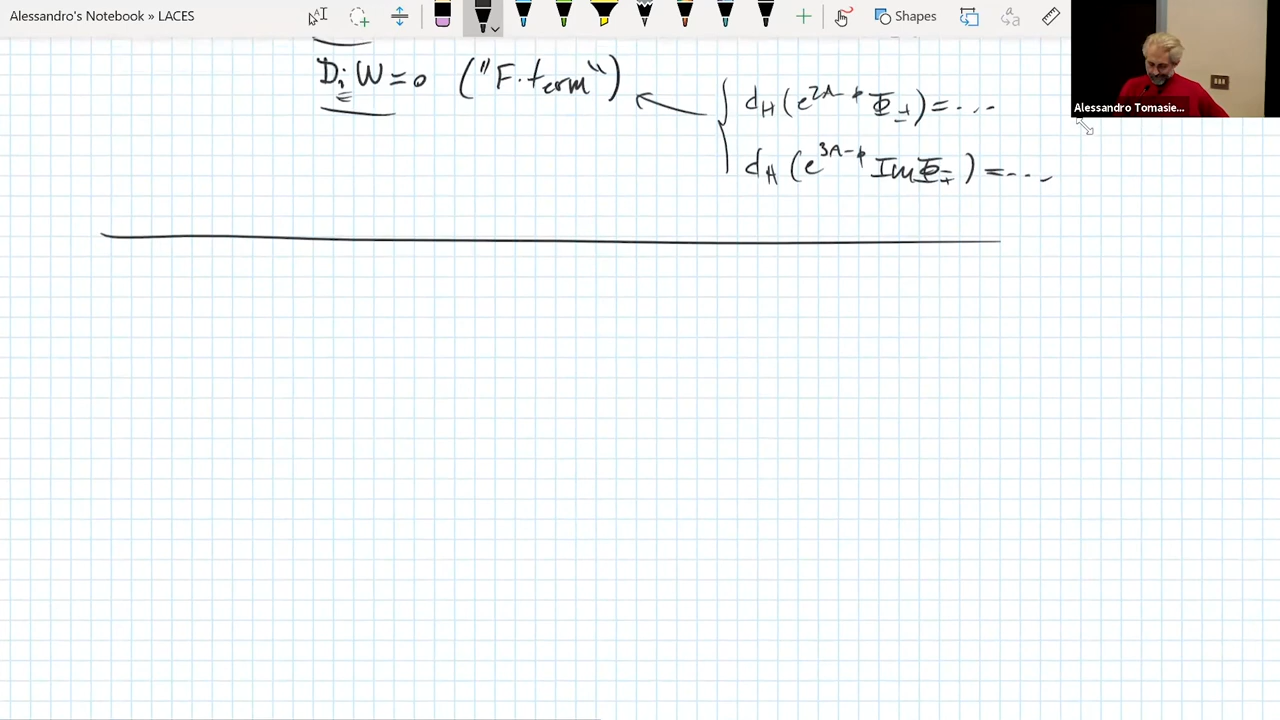 Alessandro's Notebook » LACES
Shapes
Alessandro Tomasie...
D_i W = 0 ("F-term")
d_H (e^{2A-ϕ} Φ_±) = ...
d_H (e^{3A-ϕ} Im Φ_∓) = ...